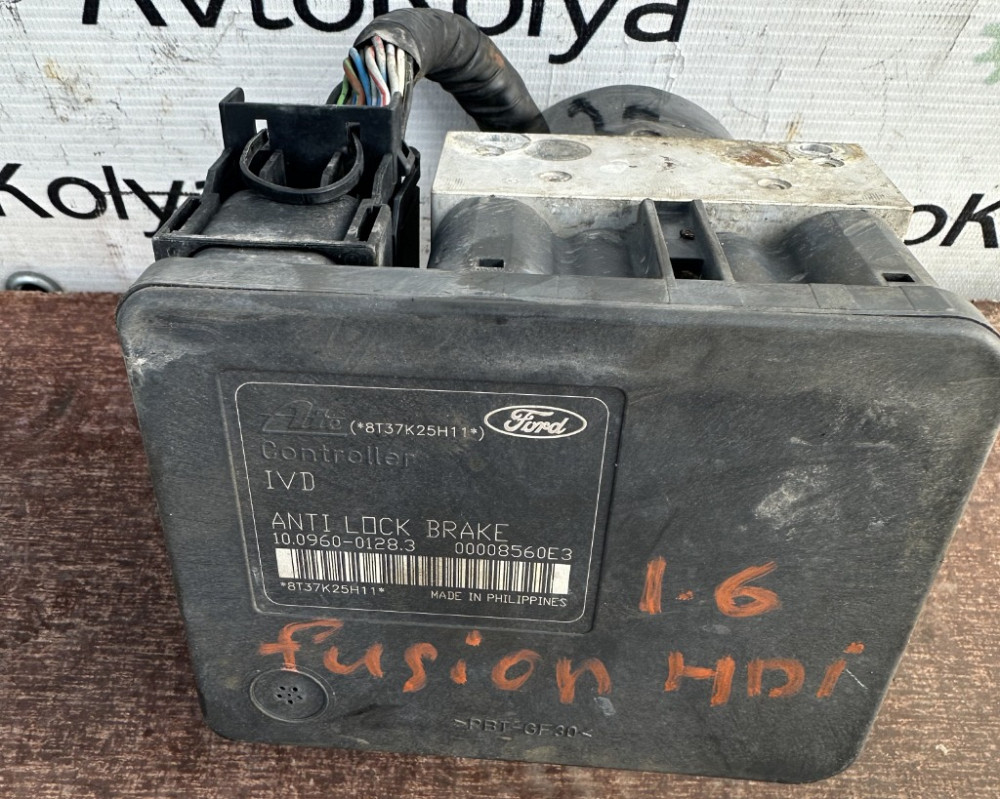 AvtoKolya
Kolya
AvtoK
Ate (*8T37K25H11*) Ford
Controller
IVD
ANTI LOCK BRAKE
10.0960-0128.3 00008560E3
*8T37K25H11* MADE IN PHILIPPINES
1.6
fusion HDi
>PBT-GF30<